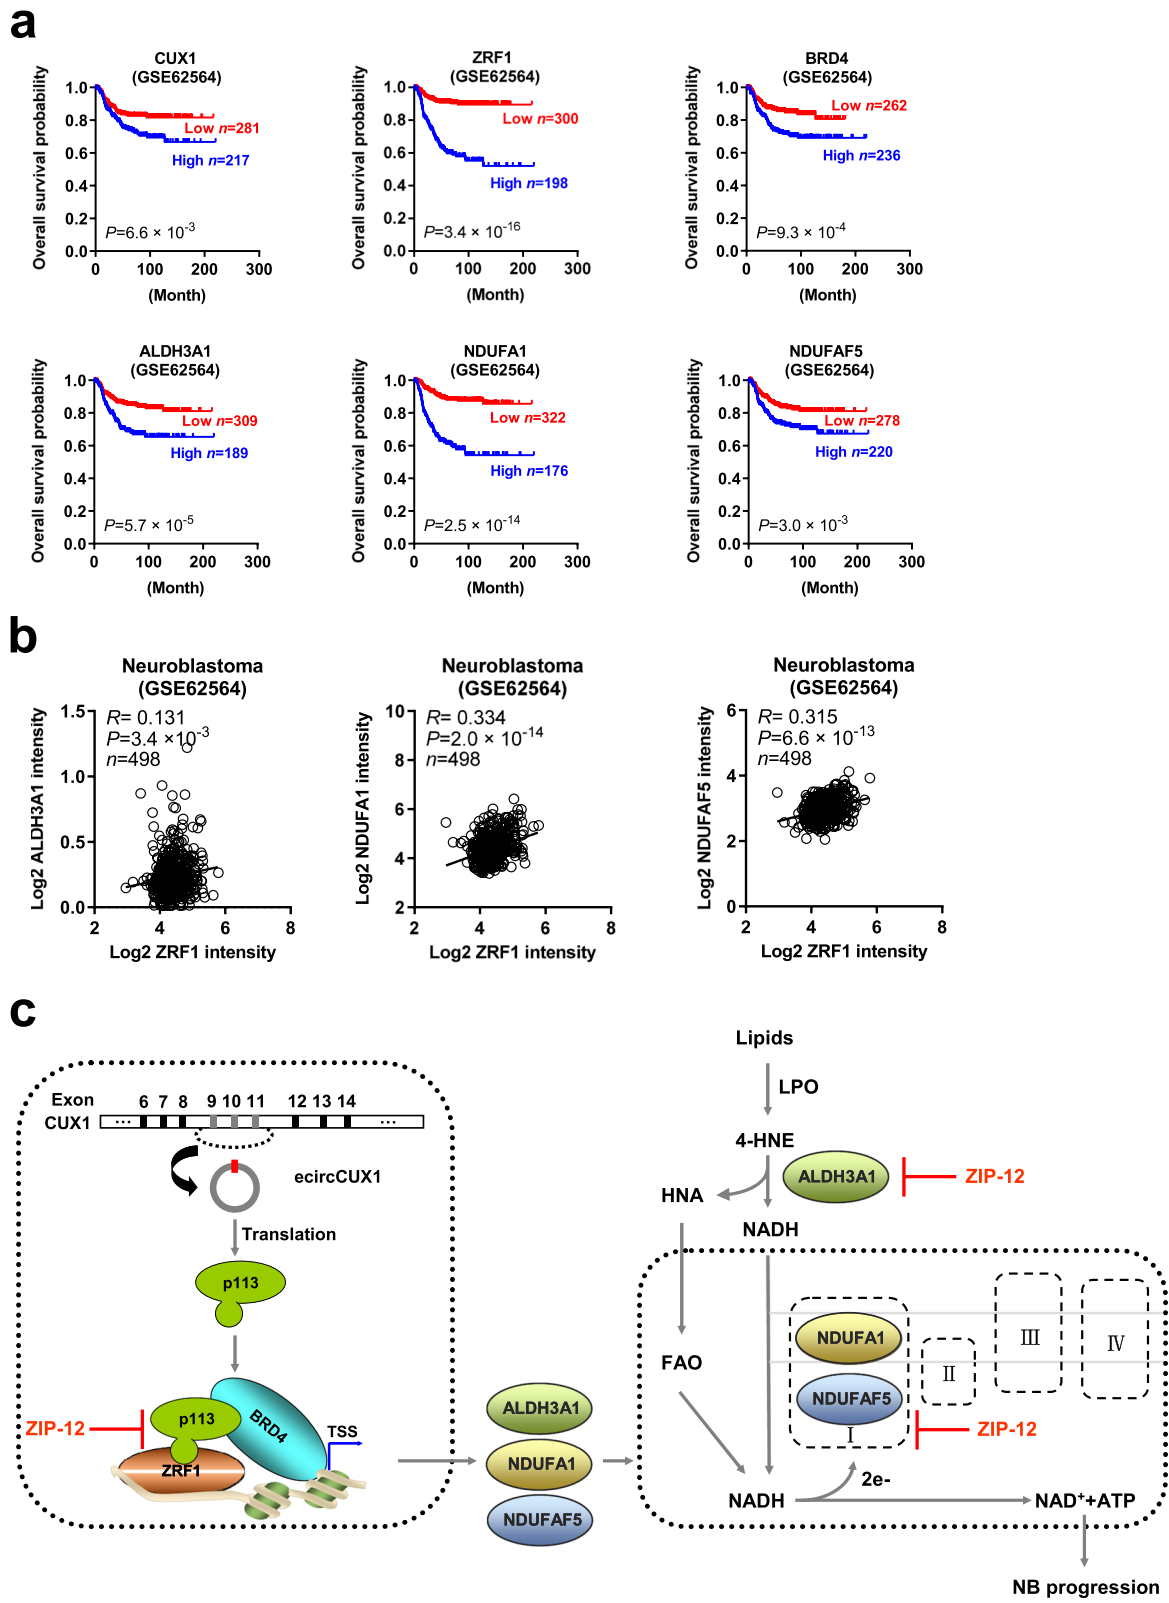 a
CUX1
(GSE62564)
Overall survival probability
1.0
0.8
0.6
0.4
0.2
0.0
Low n=281
High n=217
P=6.6 × 10-3
0 100 200 300
(Month)
ZRF1
(GSE62564)
Overall survival probability
1.0
0.8
0.6
0.4
0.2
0.0
Low n=300
High n=198
P=3.4 × 10-16
0 100 200 300
(Month)
BRD4
(GSE62564)
Overall survival probability
1.0
0.8
0.6
0.4
0.2
0.0
Low n=262
High n=236
P=9.3 × 10-4
0 100 200 300
(Month)
ALDH3A1
(GSE62564)
Overall survival probability
1.0
0.8
0.6
0.4
0.2
0.0
Low n=309
High n=189
P=5.7 × 10-5
0 100 200 300
(Month)
NDUFA1
(GSE62564)
Overall survival probability
1.0
0.8
0.6
0.4
0.2
0.0
Low n=322
High n=176
P=2.5 × 10-14
0 100 200 300
(Month)
NDUFAF5
(GSE62564)
Overall survival probability
1.0
0.8
0.6
0.4
0.2
0.0
Low n=278
High n=220
P=3.0 × 10-3
0 100 200 300
(Month)
b
Neuroblastoma
(GSE62564)
Log2 ALDH3A1 intensity
1.5
1.0
0.5
0.0
R= 0.131
P=3.4 ×10-3
n=498
2 4 6 8
Log2 ZRF1 intensity
Neuroblastoma
(GSE62564)
Log2 NDUFA1 intensity
10
8
6
4
2
R= 0.334
P=2.0 × 10-14
n=498
2 4 6 8
Log2 ZRF1 intensity
Neuroblastoma
(GSE62564)
Log2 NDUFAF5 intensity
6
4
2
0
R= 0.315
P=6.6 × 10-13
n=498
2 4 6 8
Log2 ZRF1 intensity
c
Exon 6 7 8 9 10 11 12 13 14
CUX1 ... ...
ecircCUX1
Translation
p113
ZIP-12
p113
BRD4
TSS
ZRF1
ALDH3A1
NDUFA1
NDUFAF5
Lipids
LPO
4-HNE
ALDH3A1
ZIP-12
HNA
NADH
NDUFA1
FAO
NDUFAF5
I
II
III
IV
ZIP-12
2e-
NADH
NAD++ATP
NB progression